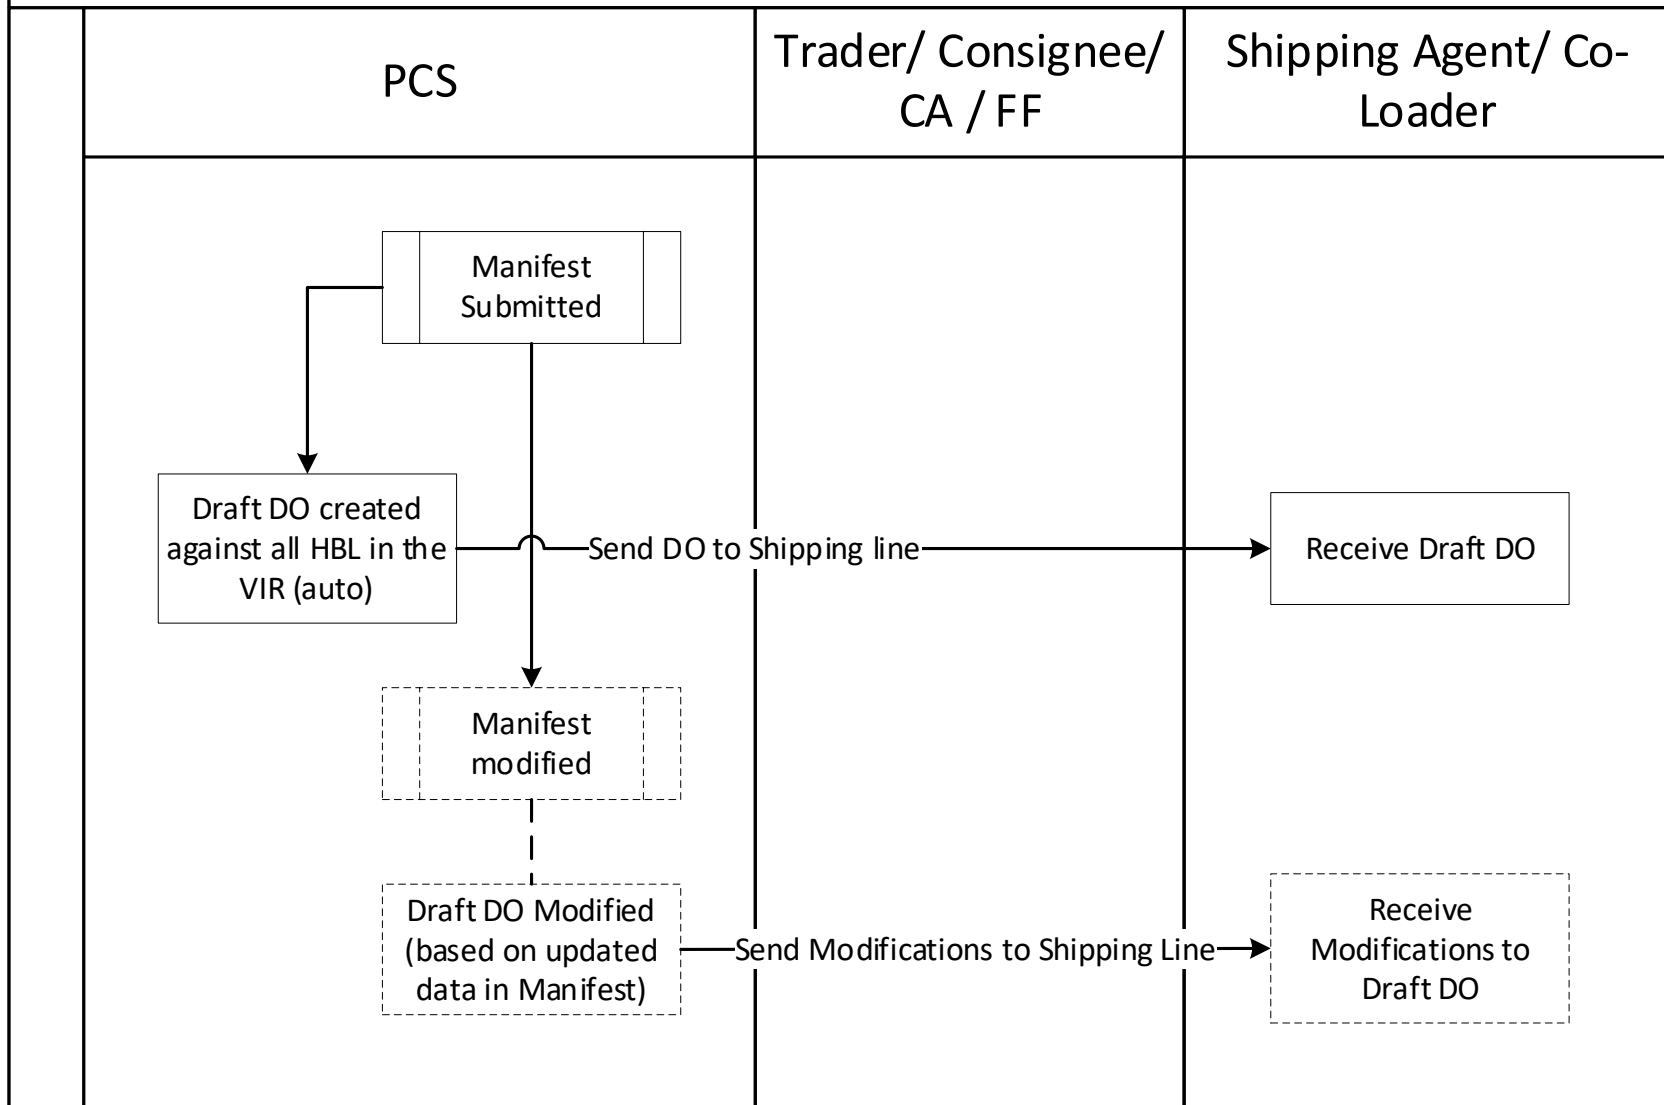 PCS
Trader/ Consignee/
CA / FF
Shipping Agent/ Co-
Loader
Manifest
Submitted
Draft DO created
against all HBL in the
VIR (auto)
Send DO to Shipping line
Receive Draft DO
Manifest
modified
Draft DO Modified
(based on updated
data in Manifest)
Send Modifications to Shipping Line
Receive
Modifications to
Draft DO